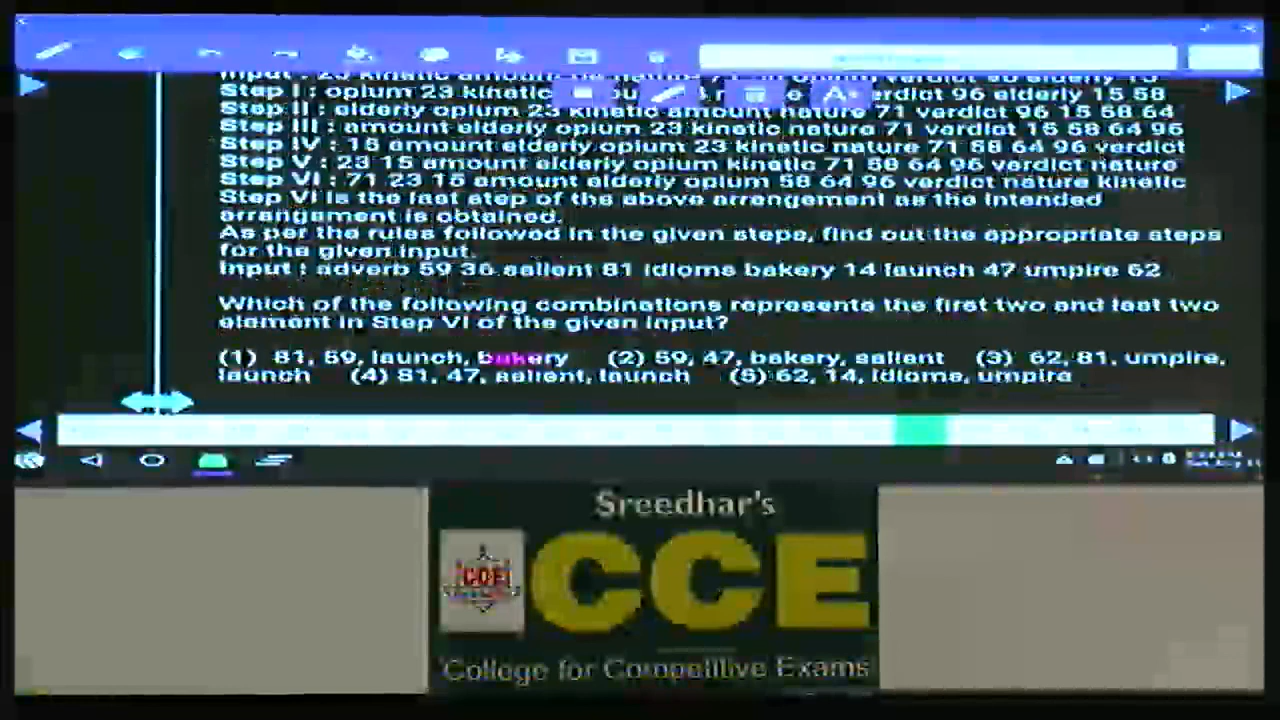 Step I : opium 23 kinetic erdict 96 elderly 15 58
Step II : elderly opium 23 kinetic amount nature 71 verdict 96 15 58 64
Step III : amount elderly opium 23 kinetic nature 71 verdict 15 58 64 96
Step IV : 15 amount elderly opium 23 kinetic nature 71 58 64 96 verdict
Step V : 23 15 amount elderly opium kinetic 71 58 64 96 verdict nature
Step VI : 71 23 15 amount elderly opium 58 64 96 verdict nature kinetic
Step VI is the last step of the above arrangement as the intended
arrangement is obtained.
As per the rules followed in the given steps, find out the appropriate steps
for the given input.
Input : adverb 59 36 salient 81 idioms bakery 14 launch 47 umpire 62
Which of the following combinations represents the first two and last two
element in Step VI of the given input?
(1) 81, 59, launch, bakery (2) 59, 47, bakery, salient (3) 62, 81, umpire,
launch (4) 81, 47, salient, launch (5) 62, 14, idioms, umpire
Sreedhar's
CCE
CCE
College for Competitive Exams